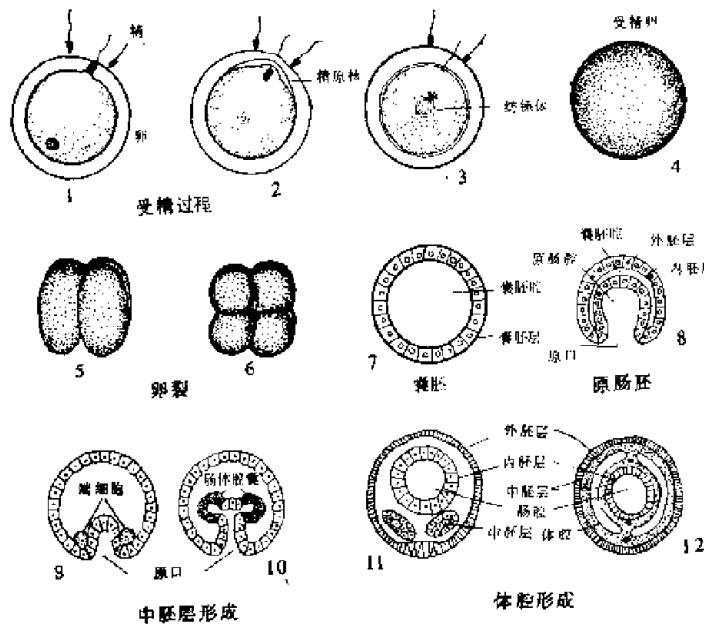 精
卵
1
精原核
2
3
受精卵
4
受精过程
5
6
卵裂
囊胚腔
囊胚层
7
囊胚
囊胚腔
原肠腔
外胚层
内胚层
原口
8
原肠胚
端细胞
9
肠体腔囊
原口
10
中胚层形成
外胚层
内胚层
中胚层
肠腔
中胚层
体腔
11
12
体腔形成